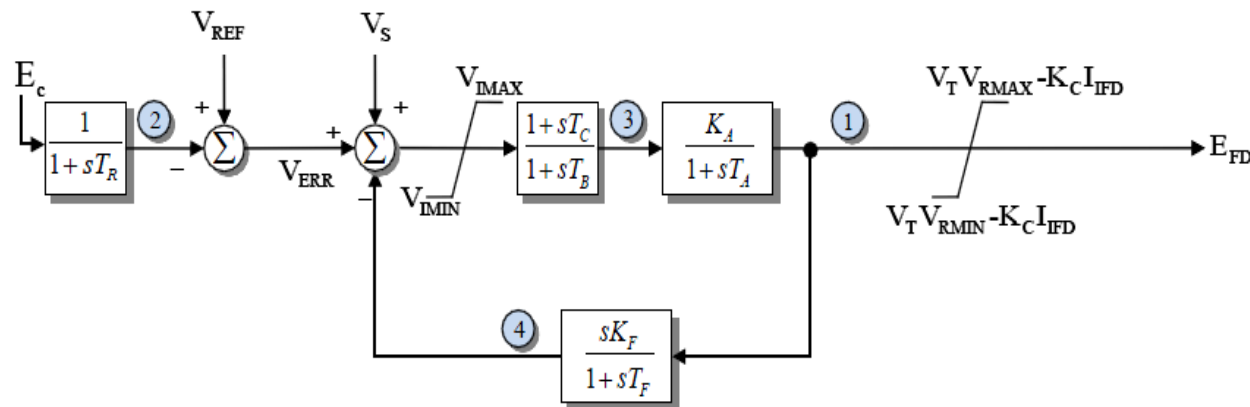 V_REF
V_S
E_c
V_IMAX
V_T V_RMAX-K_C I_IFD
+
+
1
1+sT_R
2
−
Σ
+
V_ERR
Σ
−
V_IMIN
1+sT_C
1+sT_B
3
K_A
1+sT_A
1
E_FD
V_T V_RMIN-K_C I_IFD
4
sK_F
1+sT_F